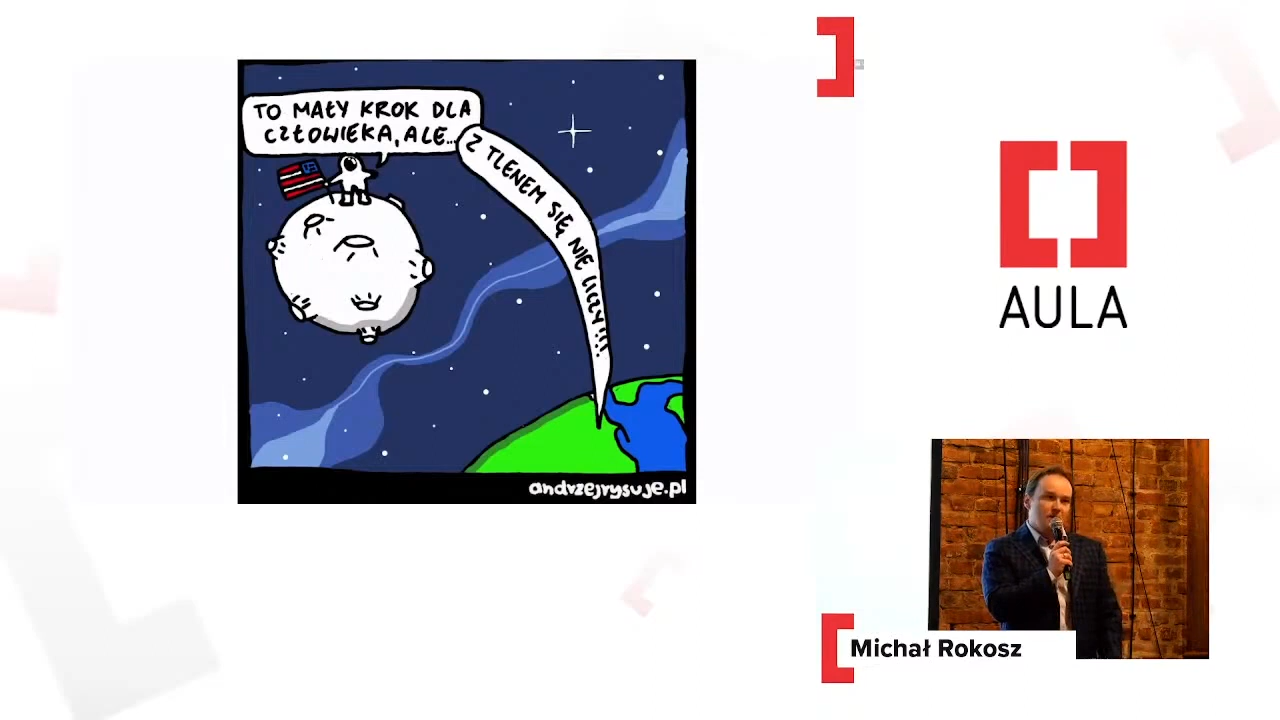 TO MAŁY KROK DLA
CZŁOWIEKA, ALE...
Z TLENEM SIĘ NIE LICZY!!!
andrzejrysuje.pl
AULA
Michał Rokosz